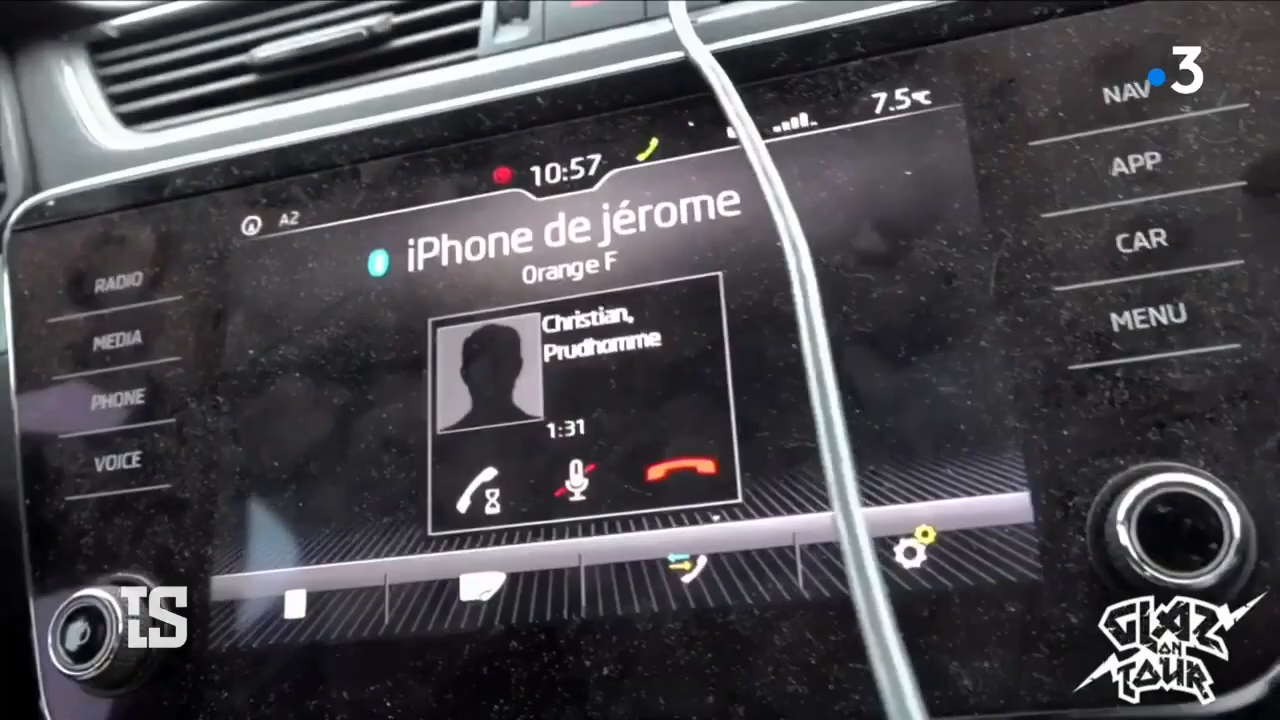 3
NAV
7.5°C
APP
10:57
A2
iPhone de jérome
Orange F
CAR
RADIO
Christian,
Prudhomme
MENU
MEDIA
PHONE
1:31
VOICE
TS
GLAZ
ON
TOUR